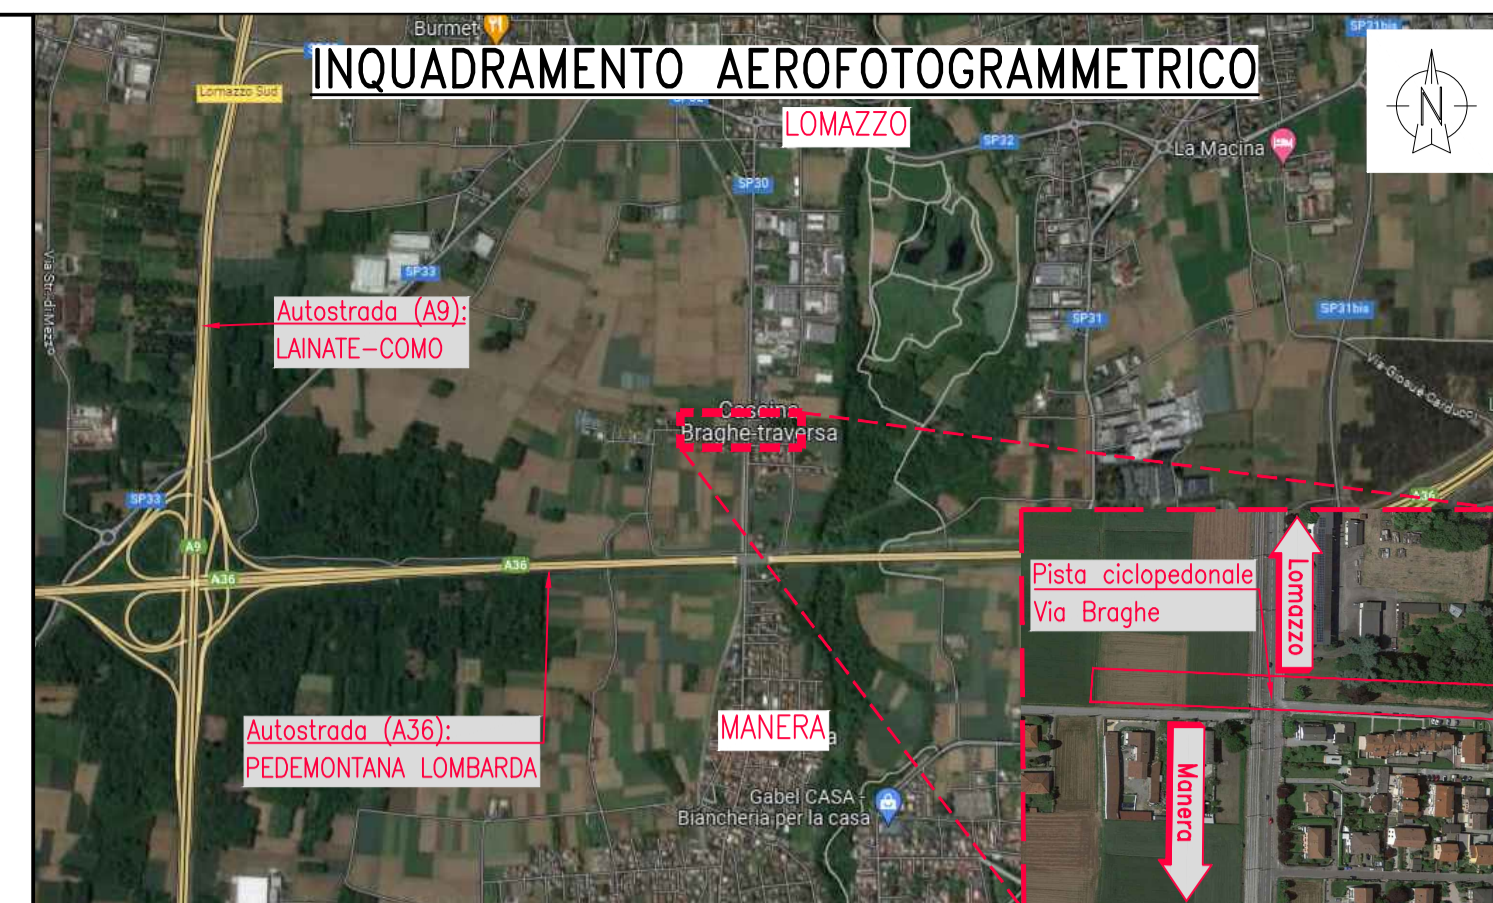 Burmet
SP31bis
INQUADRAMENTO AEROFOTOGRAMMETRICO
N
Lomazzo Sud
LOMAZZO
SP32
La Macina
SP30
Via Str. di Mezzo
SP33
Autostrada (A9):
LAINATE-COMO
SP31bis
SP31
Via Giosuè Carducci
Cascina
Braghe-traversa
SP33
A36
A9
A36
A36
Pista ciclopedonale
Via Braghe
Lomazzo
Autostrada (A36):
PEDEMONTANA LOMBARDA
MANERA
Manera
Gabel CASA -
Biancheria per la casa